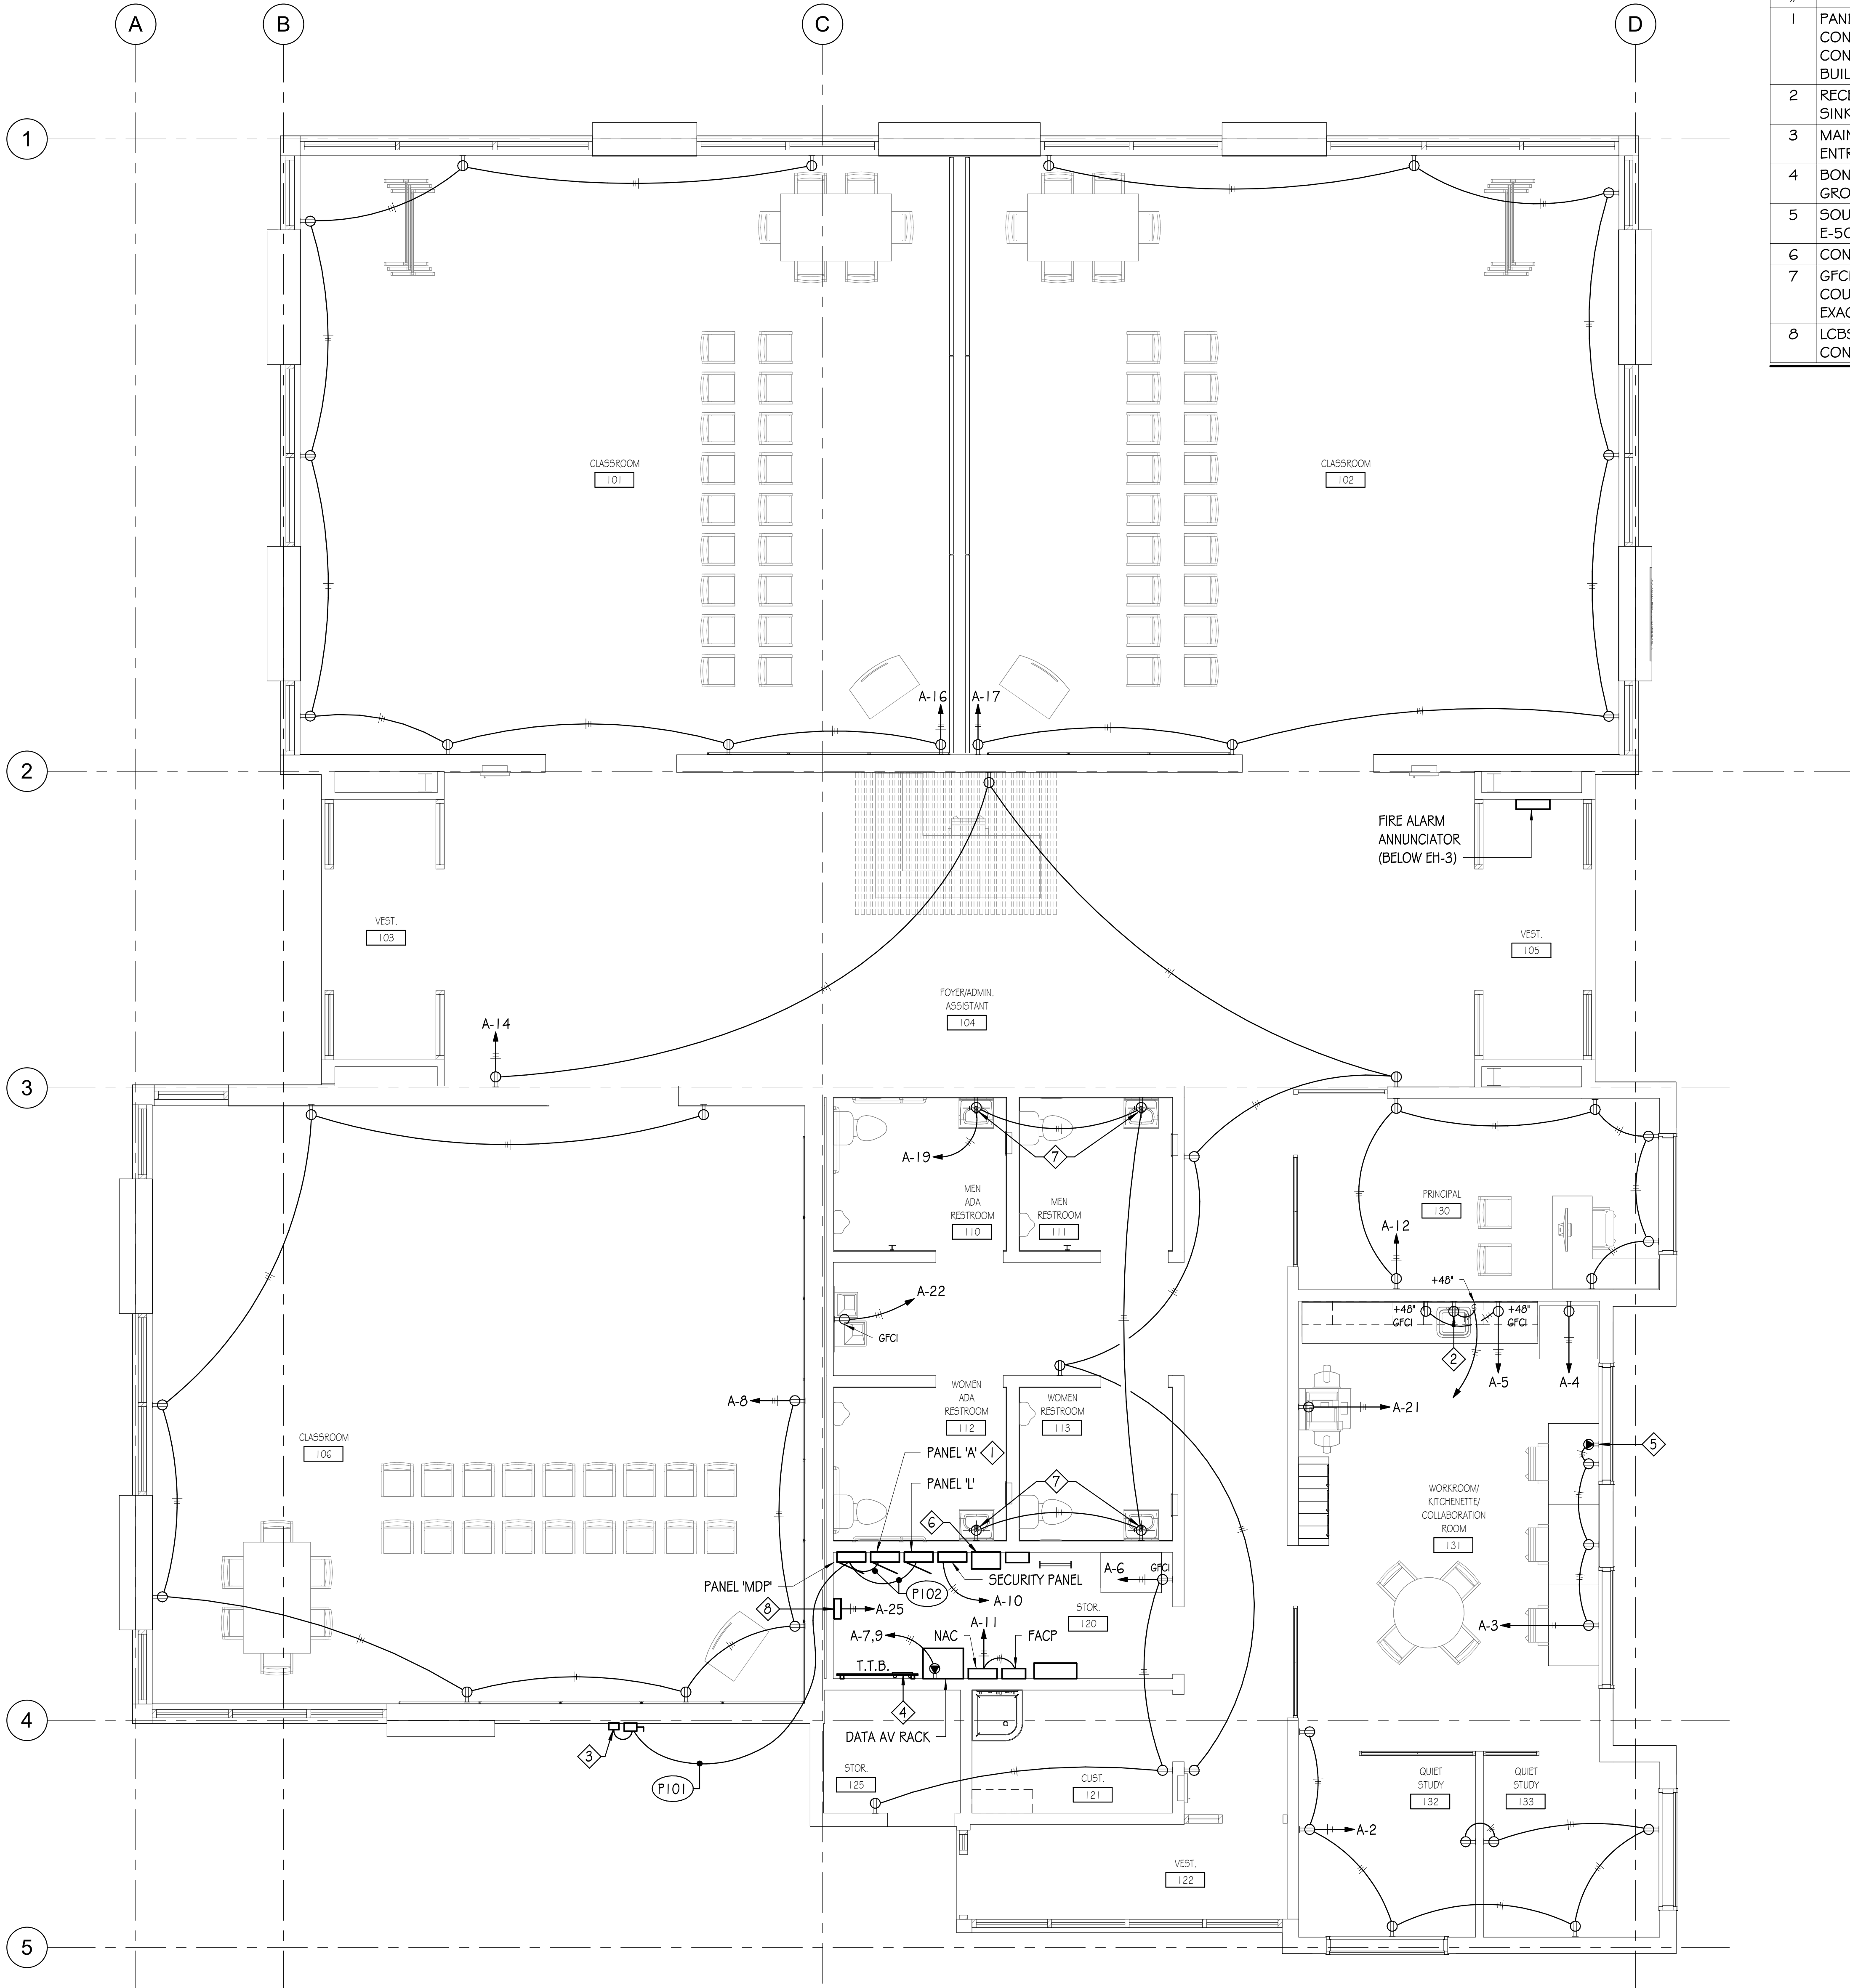 A
B
C
D
1
2
3
4
5
1 PANE
CON
CON
BUIL
2 RECE
SINK
3 MAIN
ENTR
4 BON
GRO
5 SOU
E-50
6 CON
7 GFCI
COU
EXAC
8 LCBS
CON
CLASSROOM
101
CLASSROOM
102
A-16
A-17
FIRE ALARM
ANNUNCIATOR
(BELOW EH-3)
VEST.
103
VEST.
105
FOYER/ADMIN.
ASSISTANT
104
A-14
A-19
7
MEN
ADA
RESTROOM
110
MEN
RESTROOM
111
PRINCIPAL
130
A-12
+48"
+48"
GFCI
+48"
GFCI
A-22
GFCI
2
A-5
A-4
A-21
WOMEN
ADA
RESTROOM
112
WOMEN
RESTROOM
113
A-8
CLASSROOM
106
PANEL 'A' 1
PANEL 'L'
7
6
5
WORKROOM/
KITCHENETTE/
COLLABORATION
ROOM
131
PANEL 'MDP'
P102
SECURITY PANEL
A-6
GFCI
8
A-25
A-10
STOR.
120
A-11
A-7,9
NAC
FACP
A-3
T.T.B.
4
DATA AV RACK
3
P101
STOR.
125
CUST.
121
QUIET
STUDY
132
QUIET
STUDY
133
A-2
VEST.
122